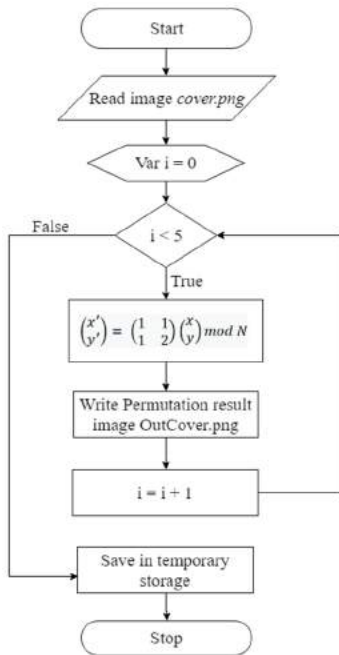 Start
Read image cover.png
Var i = 0
False
i < 5
True
(x' y') = (1 1 1 2) (x y) mod N
Write Permutation result
image OutCover.png
i = i + 1
Save in temporary
storage
Stop